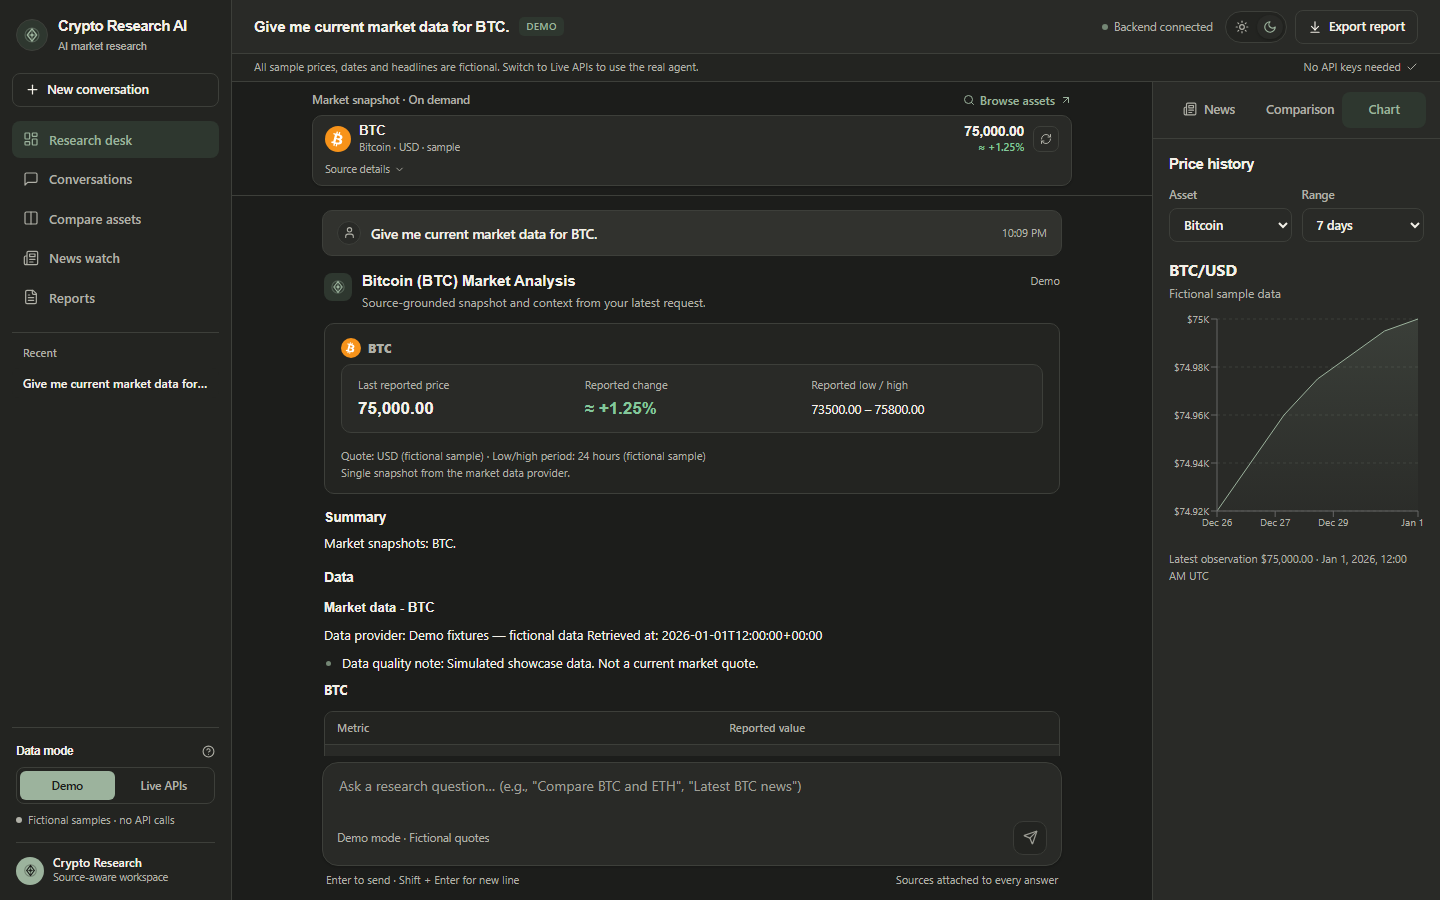 Crypto Research AI
AI market research
New conversation
Research desk
Conversations
Compare assets
News watch
Reports
Recent
Give me current market data for...
Data mode
Demo
Live APIs
Fictional samples · no API calls
Crypto Research
Source-aware workspace
Give me current market data for BTC.
DEMO
Backend connected
Export report
All sample prices, dates and headlines are fictional. Switch to Live APIs to use the real agent.
No API keys needed
Market snapshot · On demand
Browse assets
BTC
Bitcoin · USD · sample
75,000.00
≈ +1.25%
Source details
Give me current market data for BTC.
10:09 PM
Bitcoin (BTC) Market Analysis
Demo
Source-grounded snapshot and context from your latest request.
BTC
Last reported price
Reported change
Reported low / high
75,000.00
≈ +1.25%
73500.00 – 75800.00
Quote: USD (fictional sample) · Low/high period: 24 hours (fictional sample)
Single snapshot from the market data provider.
Summary
Market snapshots: BTC.
Data
Market data - BTC
Data provider: Demo fixtures — fictional data Retrieved at: 2026-01-01T12:00:00+00:00
Data quality note: Simulated showcase data. Not a current market quote.
BTC
Metric
Reported value
Ask a research question... (e.g., "Compare BTC and ETH", "Latest BTC news")
Demo mode · Fictional quotes
Enter to send · Shift + Enter for new line
Sources attached to every answer
News
Comparison
Chart
Price history
Asset
Range
Bitcoin
7 days
BTC/USD
Fictional sample data
$75K
$74.98K
$74.96K
$74.94K
$74.92K
Dec 26
Dec 27
Dec 29
Jan 1
Latest observation $75,000.00 · Jan 1, 2026, 12:00
AM UTC